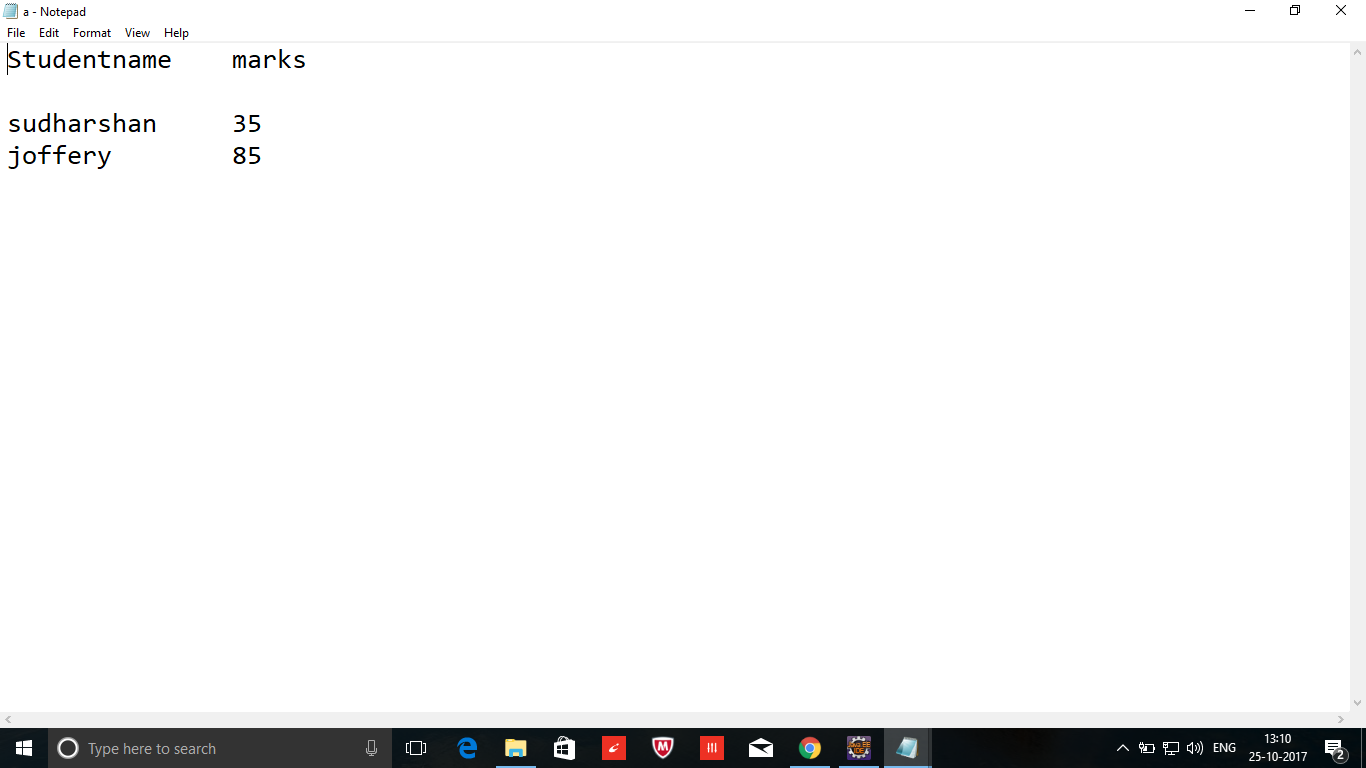 a - Notepad
File Edit Format View Help
Studentname marks
sudharshan 35
joffery 85
Type here to search
ENG
13:10
25-10-2017
2